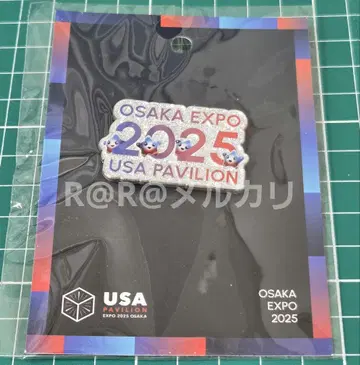 OSAKA EXPO
2025
USA PAVILION
R@R@メルカリ
USA
PAVILION
EXPO 2025 OSAKA
OSAKA
EXPO
2025